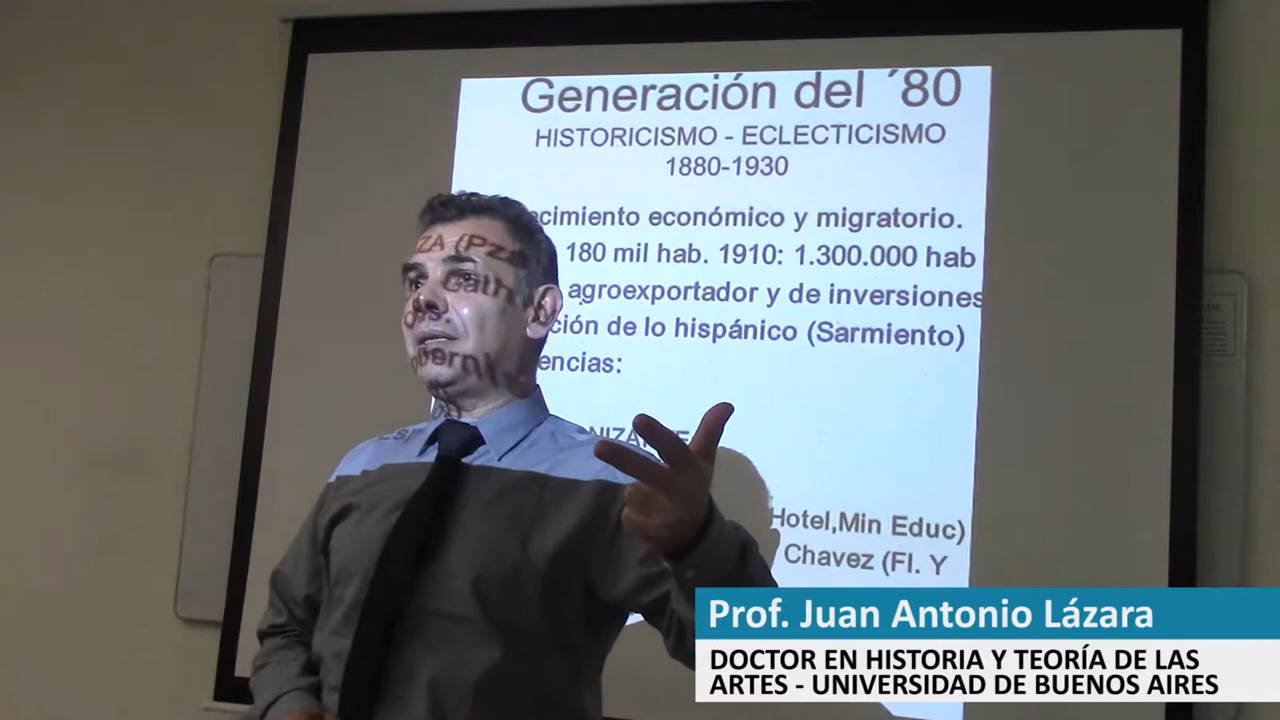 Generación del ´80
HISTORICISMO - ECLECTICISMO
1880-1930
ecimiento económico y migratorio.
180 mil hab. 1910: 1.300.000 hab
agroexportador y de inversiones
ción de lo hispánico (Sarmiento)
encias:
Hotel,Min Educ)
Chavez (Fl. Y
Prof. Juan Antonio Lázara
DOCTOR EN HISTORIA Y TEORÍA DE LAS
ARTES - UNIVERSIDAD DE BUENOS AIRES